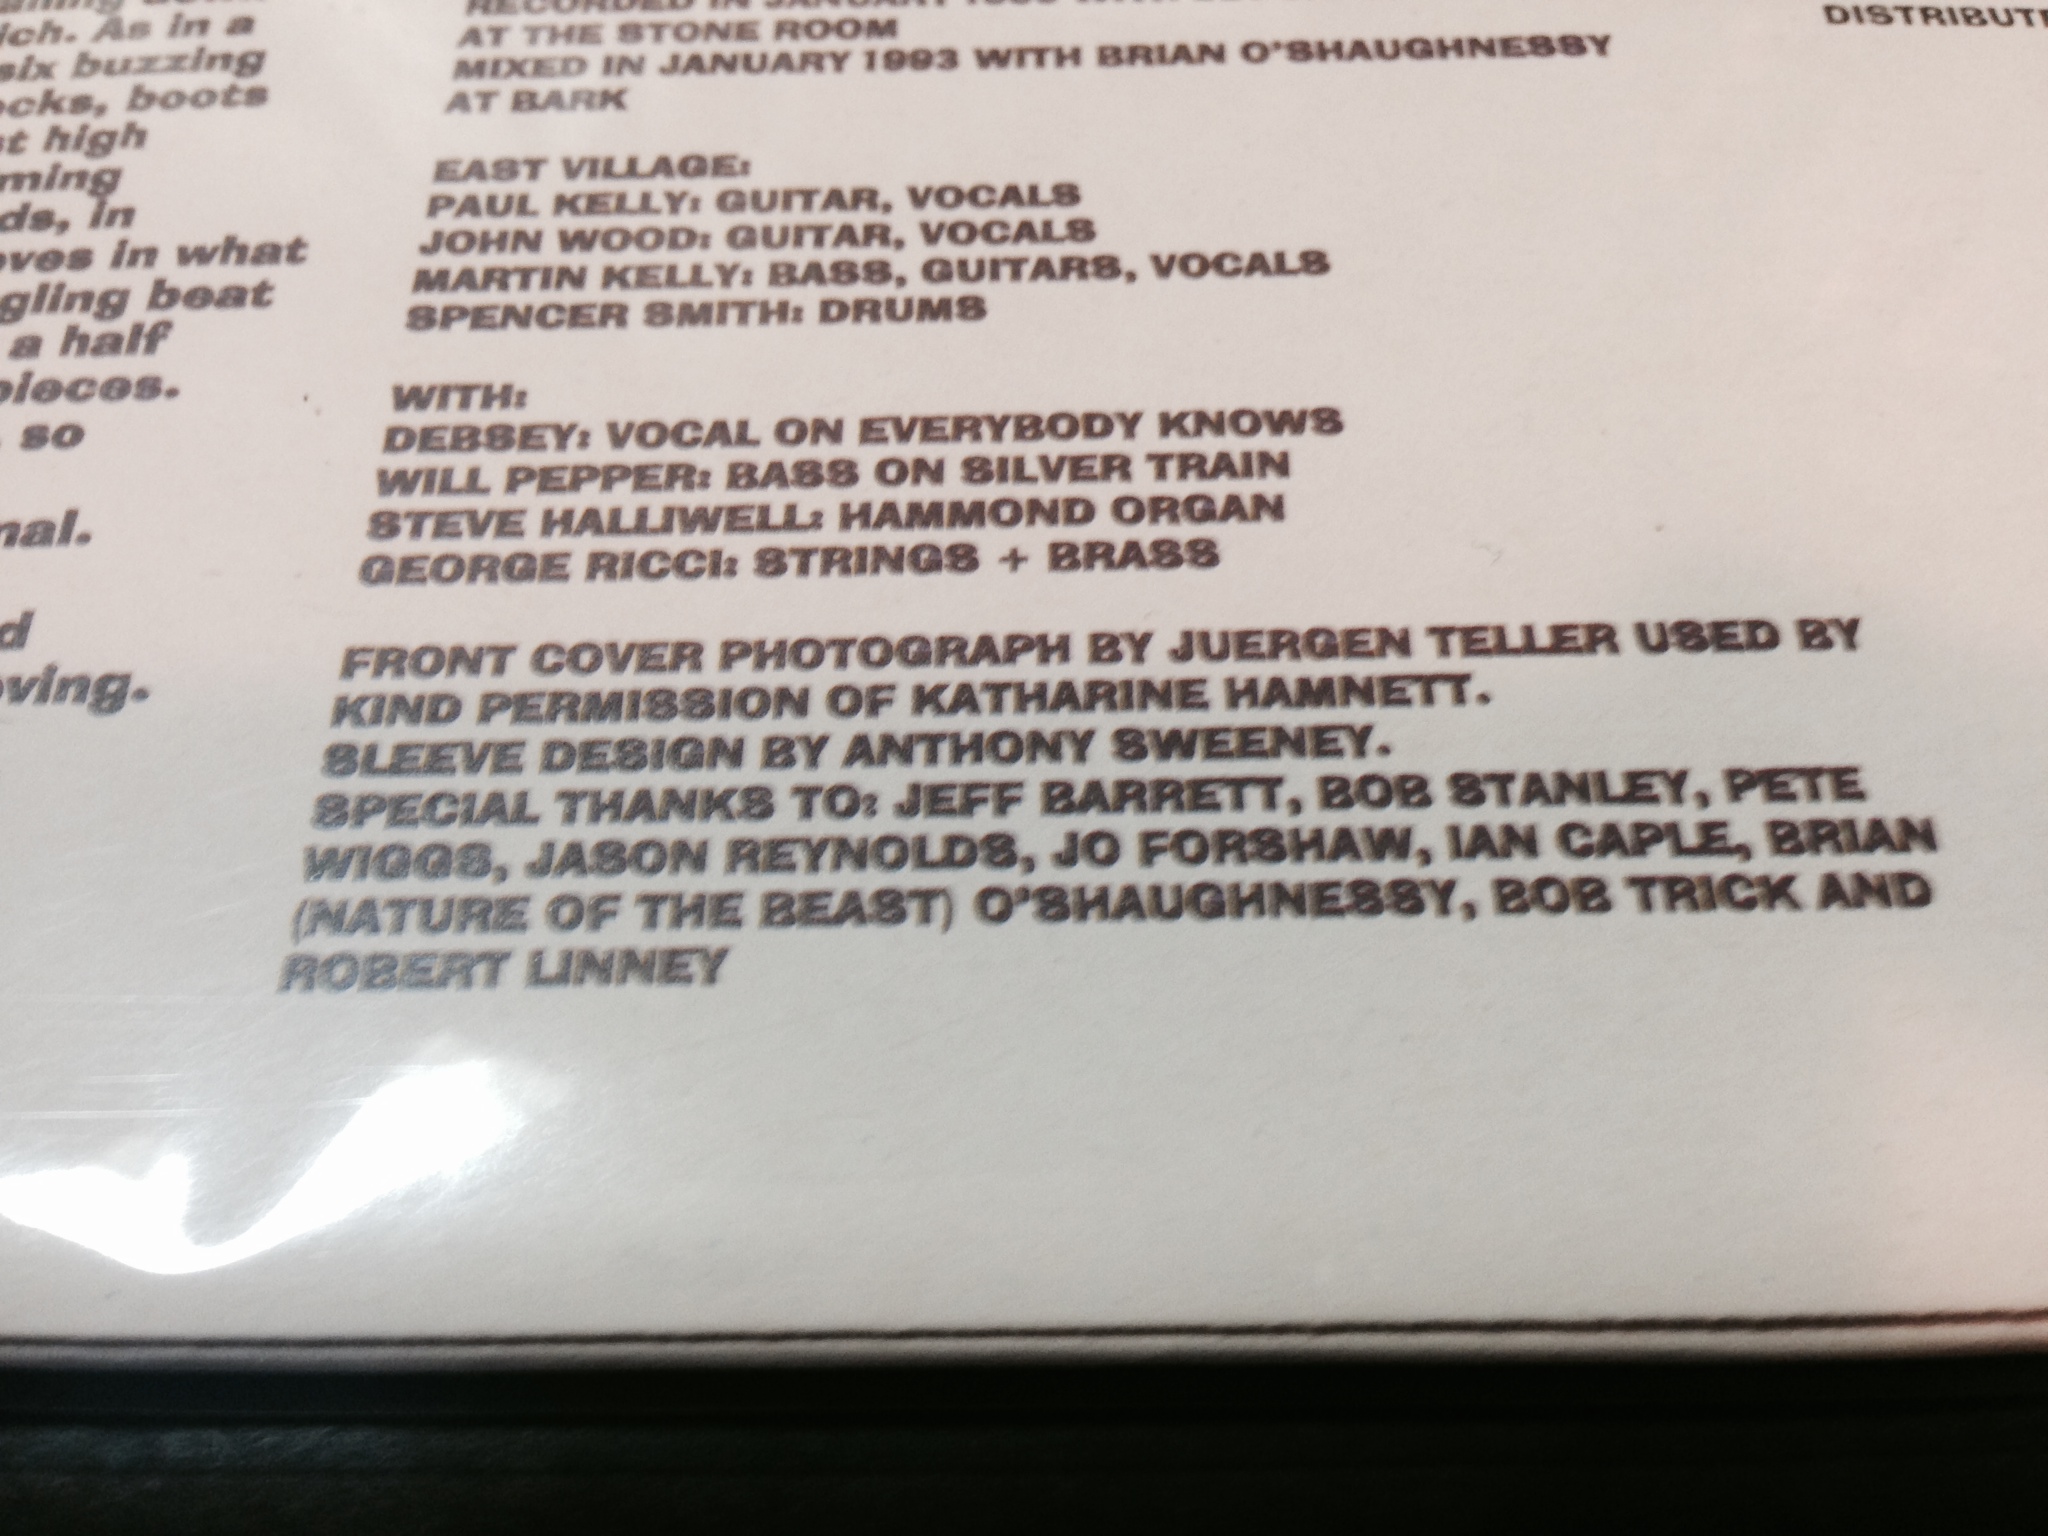 ich. As in a
six buzzing
ocks, boots
st high
ming
ds, in
oves in what
gling beat
a half
pieces.
so
nal.
d
oving.
RECORDED IN JANUARY
AT THE STONE ROOM
MIXED IN JANUARY 1993 WITH BRIAN O'SHAUGHNESSY
AT BARK
EAST VILLAGE:
PAUL KELLY: GUITAR, VOCALS
JOHN WOOD: GUITAR, VOCALS
MARTIN KELLY: BASS, GUITARS, VOCALS
SPENCER SMITH: DRUMS
WITH:
DEBSEY: VOCAL ON EVERYBODY KNOWS
WILL PEPPER: BASS ON SILVER TRAIN
STEVE HALLIWELL: HAMMOND ORGAN
GEORGE RICCI: STRINGS + BRASS
FRONT COVER PHOTOGRAPH BY JUERGEN TELLER USED BY
KIND PERMISSION OF KATHARINE HAMNETT.
SLEEVE DESIGN BY ANTHONY SWEENEY.
SPECIAL THANKS TO: JEFF BARRETT, BOB STANLEY, PETE
WIGGS, JASON REYNOLDS, JO FORSHAW, IAN CAPLE, BRIAN
(NATURE OF THE BEAST) O'SHAUGHNESSY, BOB TRICK AND
ROBERT LINNEY
DISTRIBUT